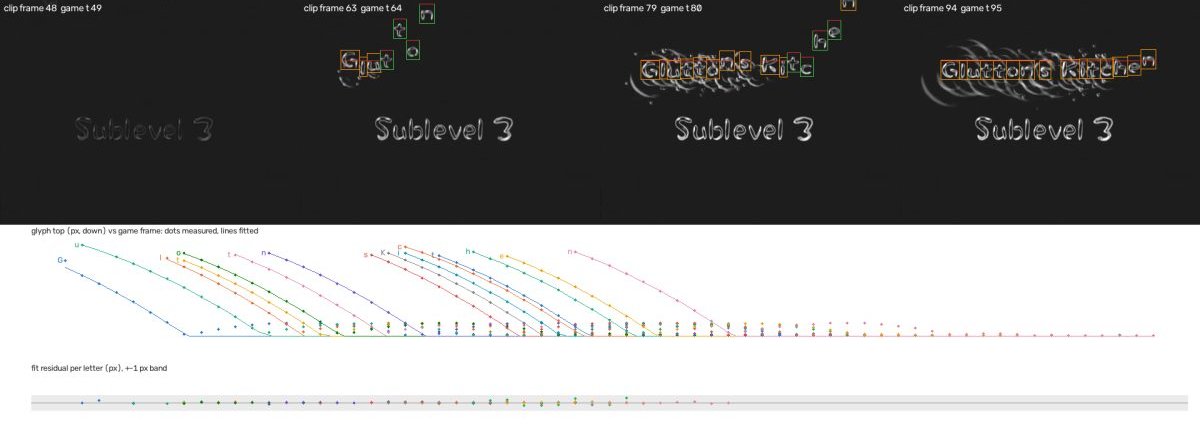 clip frame 48 game t 49
clip frame 63 game t 64
clip frame 79 game t 80
clip frame 94 game t 95
n
t
o
G l u t
n
e
h
Glutton's Kitc
Glutton's Kitchen
Sublevel 3
Sublevel 3
Sublevel 3
Sublevel 3
glyph top (px, down) vs game frame: dots measured, lines fitted
G
u
l
t
o
t
n
s
K
i
c
t
h
e
n
fit residual per letter (px), +-1 px band